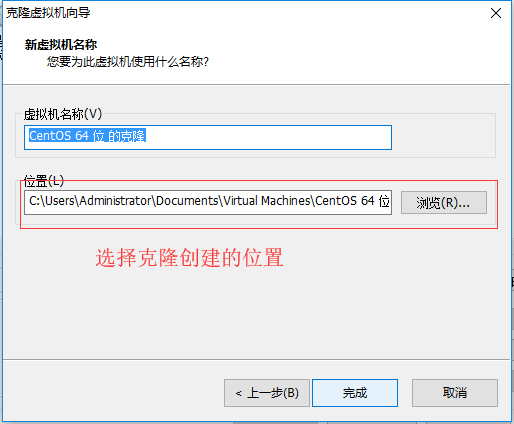 克隆虚拟机向导
新虚拟机名称
您要为此虚拟机使用什么名称?
虚拟机名称(V)
CentOS 64 位 的克隆
位置(L)
C:\Users\Administrator\Documents\Virtual Machines\CentOS 64 位
浏览(R)...
选择克隆创建的位置
< 上一步(B)
完成
取消